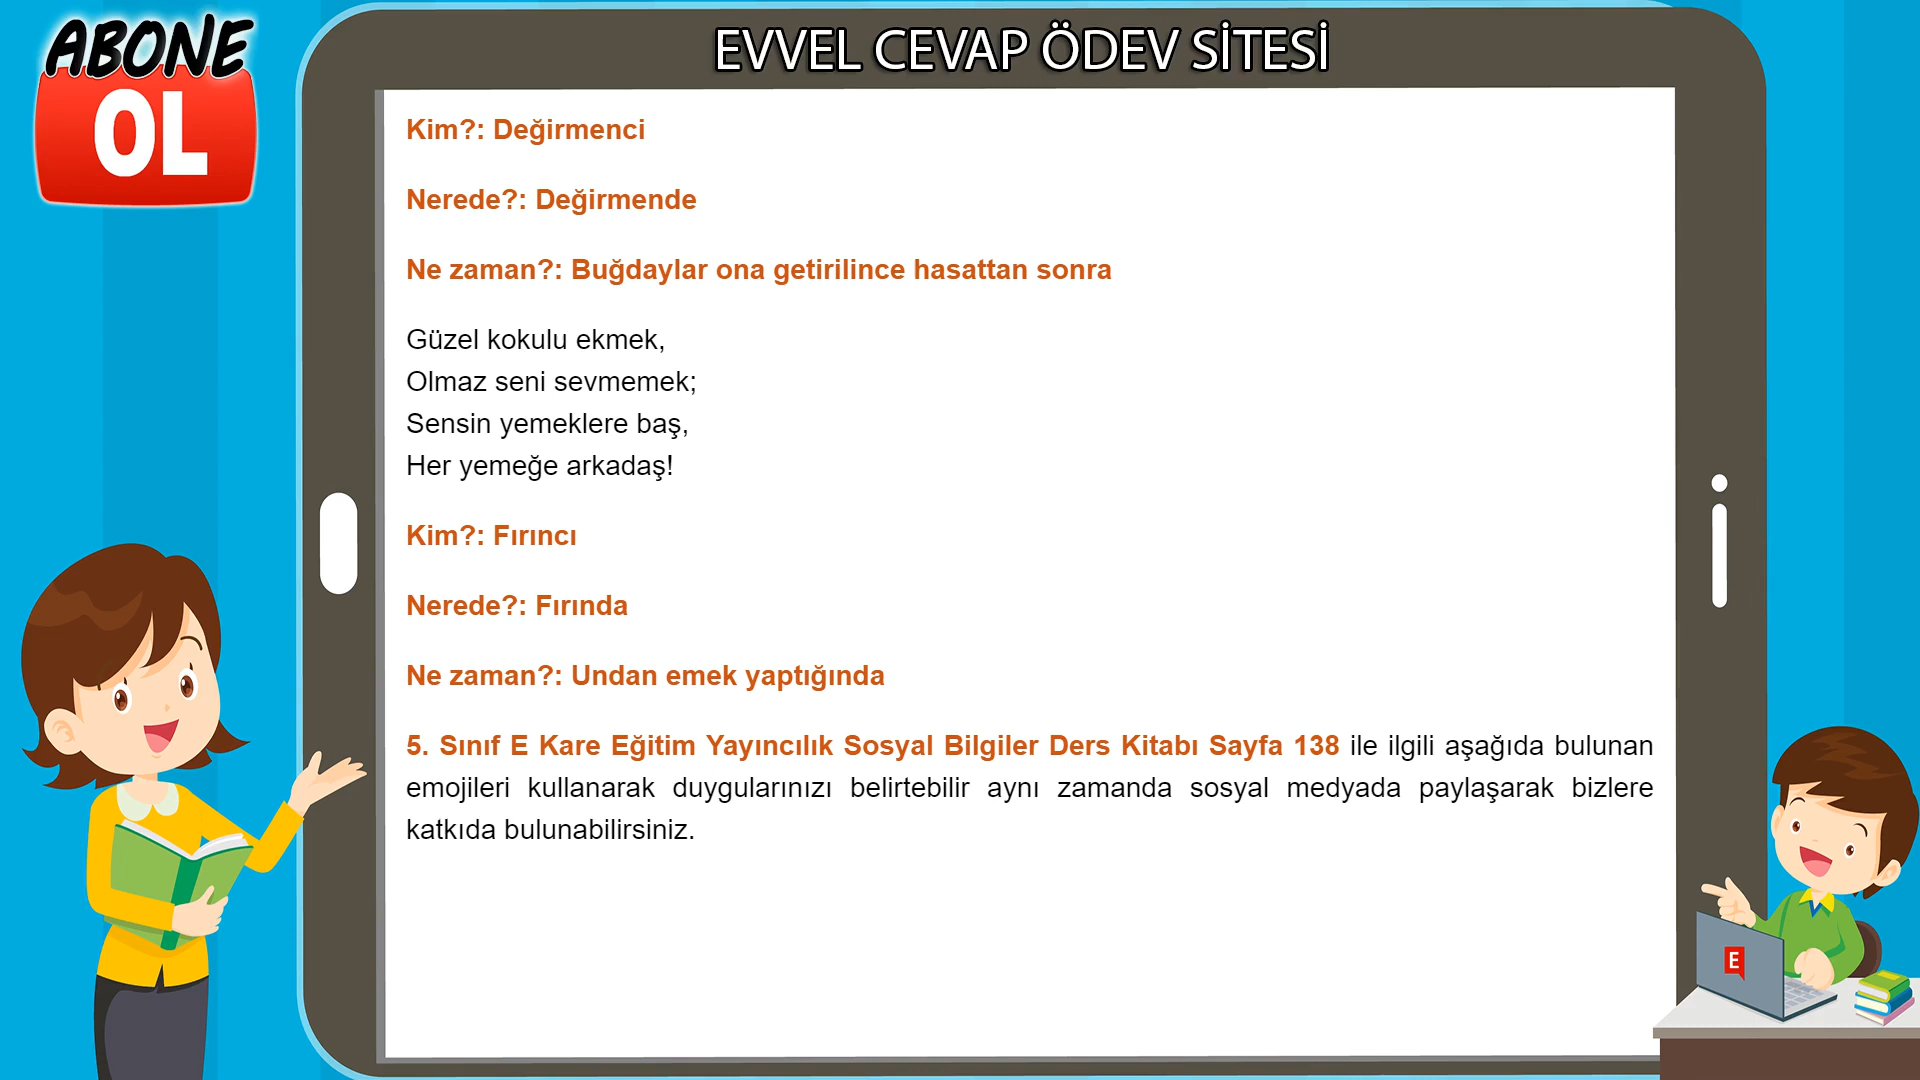 ABONE
OL
EVVEL CEVAP ÖDEV SİTESİ
Kim?: Değirmenci
Nerede?: Değirmende
Ne zaman?: Buğdaylar ona getirilince hasattan sonra
Güzel kokulu ekmek,
Olmaz seni sevmemek;
Sensin yemeklere baş,
Her yemeğe arkadaş!
Kim?: Fırıncı
Nerede?: Fırında
Ne zaman?: Undan emek yaptığında
5. Sınıf E Kare Eğitim Yayıncılık Sosyal Bilgiler Ders Kitabı Sayfa 138 ile ilgili aşağıda bulunan
emojileri kullanarak duygularınızı belirtebilir aynı zamanda sosyal medyada paylaşarak bizlere
katkıda bulunabilirsiniz.
E